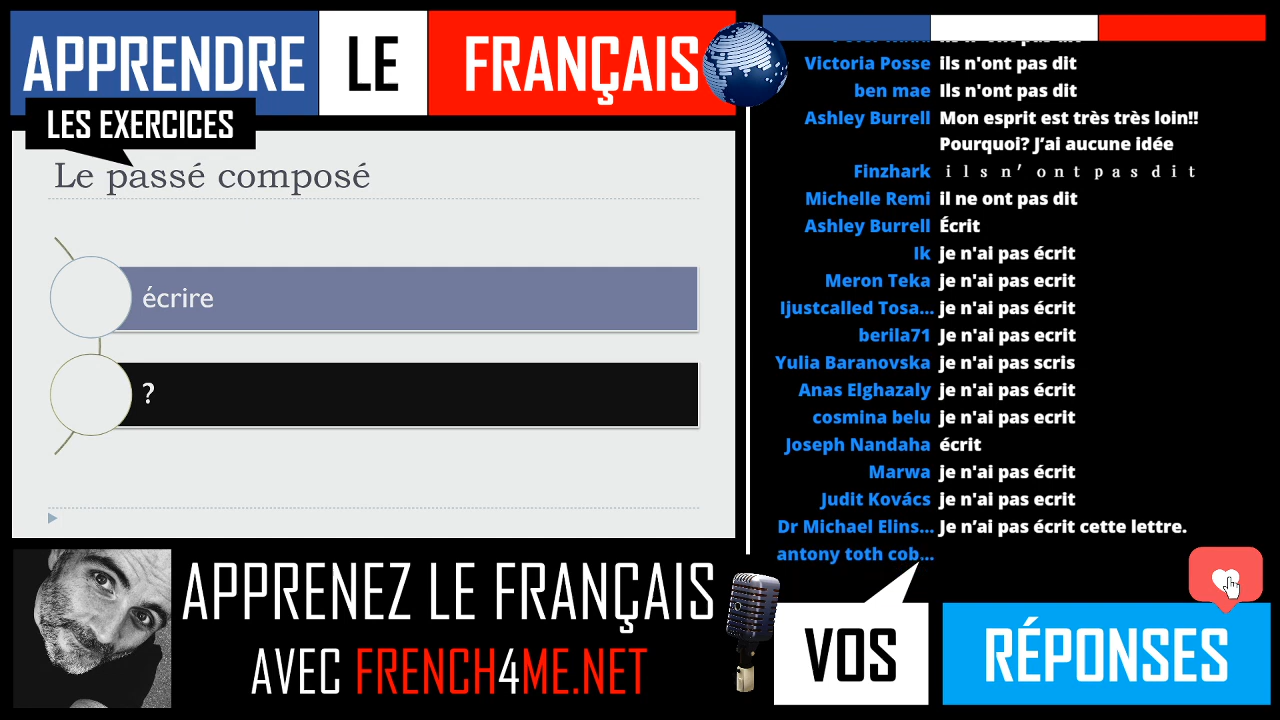 APPRENDRE LE FRANÇAIS
LES EXERCICES
Le passé composé
écrire
?
APPRENEZ LE FRANÇAIS
AVEC FRENCH4ME.NET
Victoria Posse ils n'ont pas dit
ben mae Ils n'ont pas dit
Ashley Burrell Mon esprit est très très loin!!
Pourquoi? J’ai aucune idée
Finzhark i l s n ’ o n t p a s d i t
Michelle Remi il ne ont pas dit
Ashley Burrell Écrit
Ik je n'ai pas écrit
Meron Teka je n'ai pas ecrit
Ijustcalled Tosa... je n'ai pas écrit
berila71 Je n'ai pas ecrit
Yulia Baranovska je n'ai pas scris
Anas Elghazaly je n'ai pas écrit
cosmina belu je n'ai pas ecrit
Joseph Nandaha écrit
Marwa je n'ai pas écrit
Judit Kovács je n'ai pas ecrit
Dr Michael Elins... Je n’ai pas écrit cette lettre.
antony toth cob...
VOS RÉPONSES